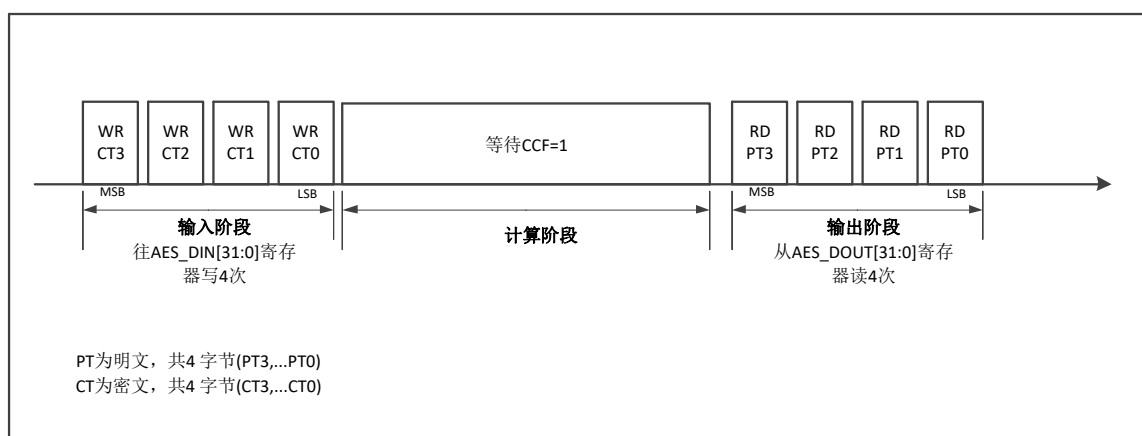 WR WR WR WR
CT3 CT2 CT1 CT0
等待CCF=1
RD RD RD RD
PT3 PT2 PT1 PT0
MSB LSB MSB LSB
输入阶段
往AES_DIN[31:0]寄存
器写4次
计算阶段
输出阶段
从AES_DOUT[31:0]寄存
器读4次
PT为明文，共4 字节(PT3,...PT0)
CT为密文，共4 字节(CT3,...CT0)